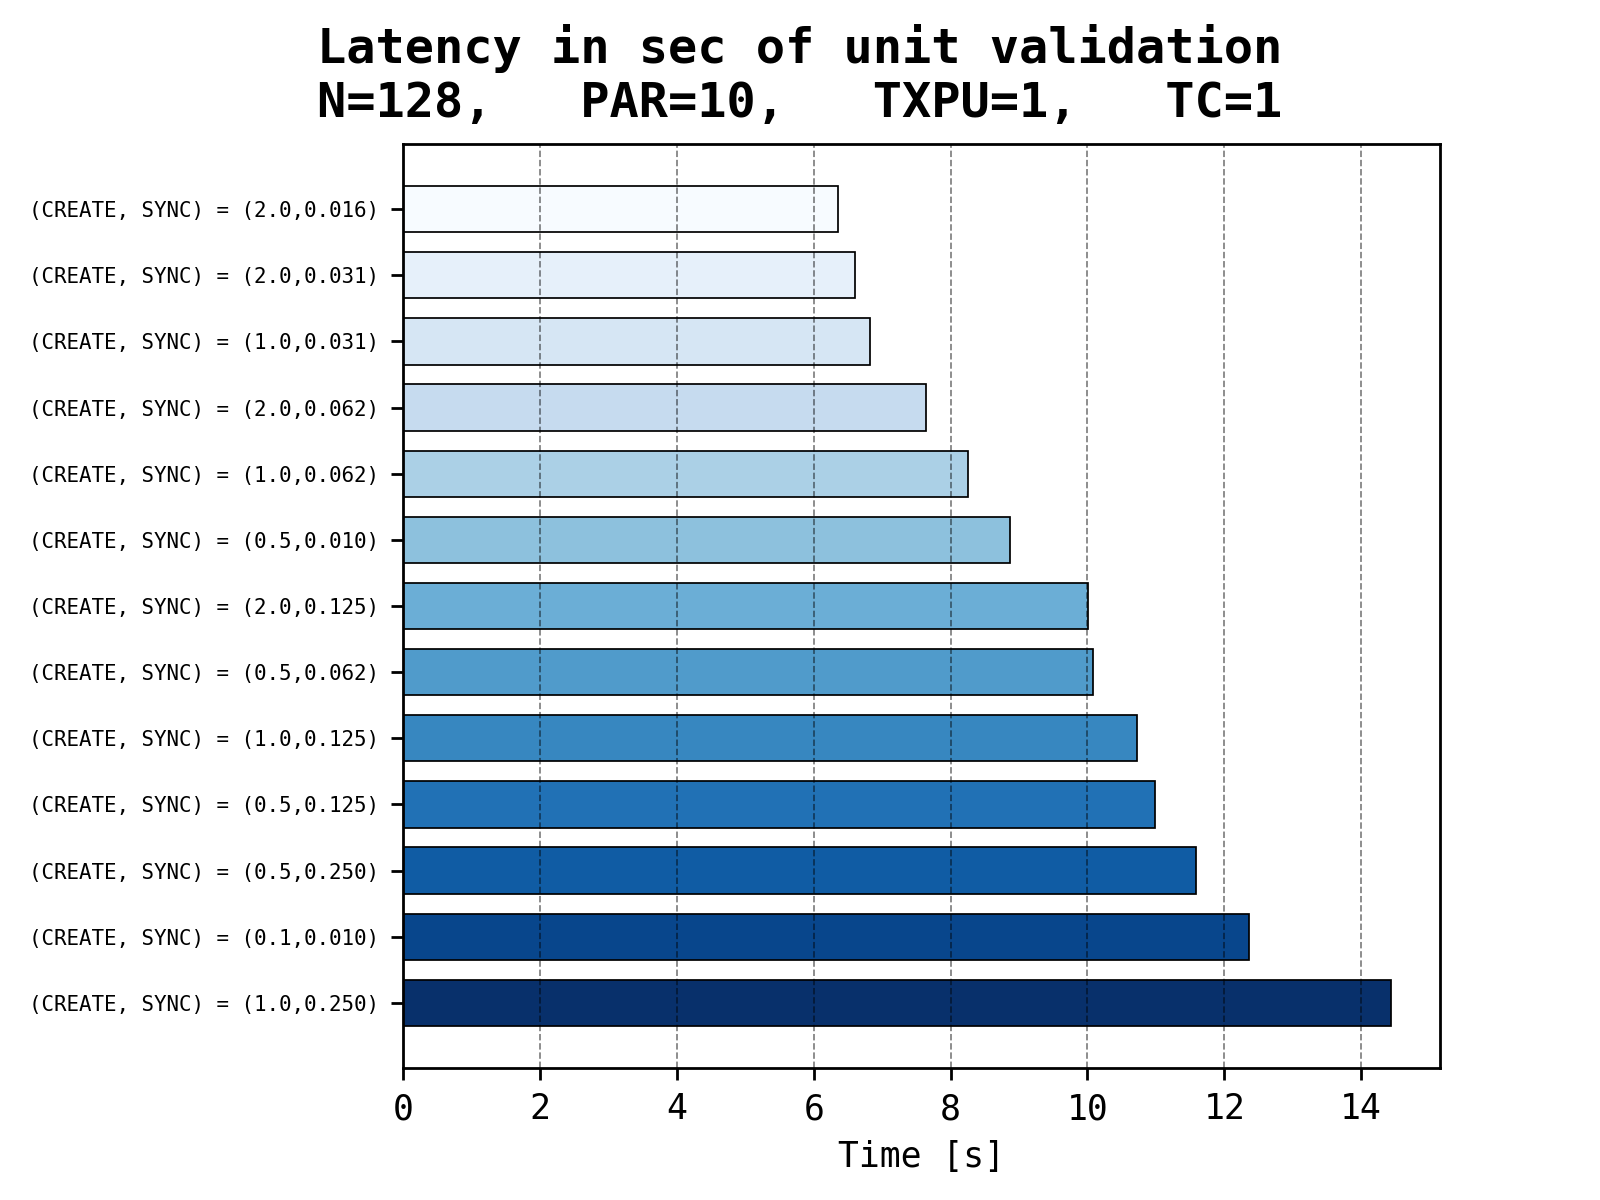 Latency in sec of unit validation
N=128,   PAR=10,   TXPU=1,   TC=1
(CREATE, SYNC) = (2.0,0.016)
(CREATE, SYNC) = (2.0,0.031)
(CREATE, SYNC) = (1.0,0.031)
(CREATE, SYNC) = (2.0,0.062)
(CREATE, SYNC) = (1.0,0.062)
(CREATE, SYNC) = (0.5,0.010)
(CREATE, SYNC) = (2.0,0.125)
(CREATE, SYNC) = (0.5,0.062)
(CREATE, SYNC) = (1.0,0.125)
(CREATE, SYNC) = (0.5,0.125)
(CREATE, SYNC) = (0.5,0.250)
(CREATE, SYNC) = (0.1,0.010)
(CREATE, SYNC) = (1.0,0.250)
0 2 4 6 8 10 12 14
Time [s]